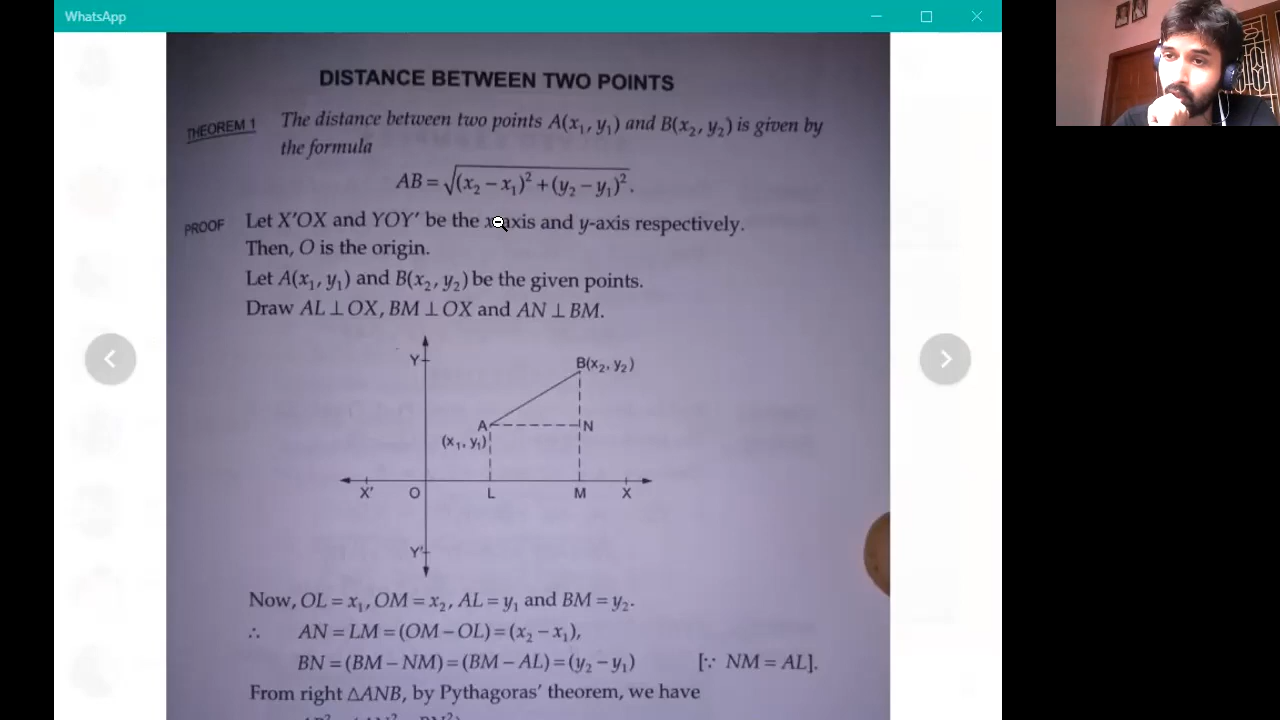 WhatsApp
DISTANCE BETWEEN TWO POINTS
THEOREM 1 The distance between two points A(x₁, y₁) and B(x₂, y₂) is given by
the formula
AB = √(x₂ − x₁)² + (y₂ − y₁)².
PROOF Let X'OX and YOY' be the x-axis and y-axis respectively.
Then, O is the origin.
Let A(x₁, y₁) and B(x₂, y₂) be the given points.
Draw AL ⊥ OX, BM ⊥ OX and AN ⊥ BM.
Y
B(x₂, y₂)
A
N
(x₁, y₁)
X' O L M X
Y'
Now, OL = x₁, OM = x₂, AL = y₁ and BM = y₂.
∴ AN = LM = (OM − OL) = (x₂ − x₁),
BN = (BM − NM) = (BM − AL) = (y₂ − y₁) [∵ NM = AL].
From right △ANB, by Pythagoras' theorem, we have